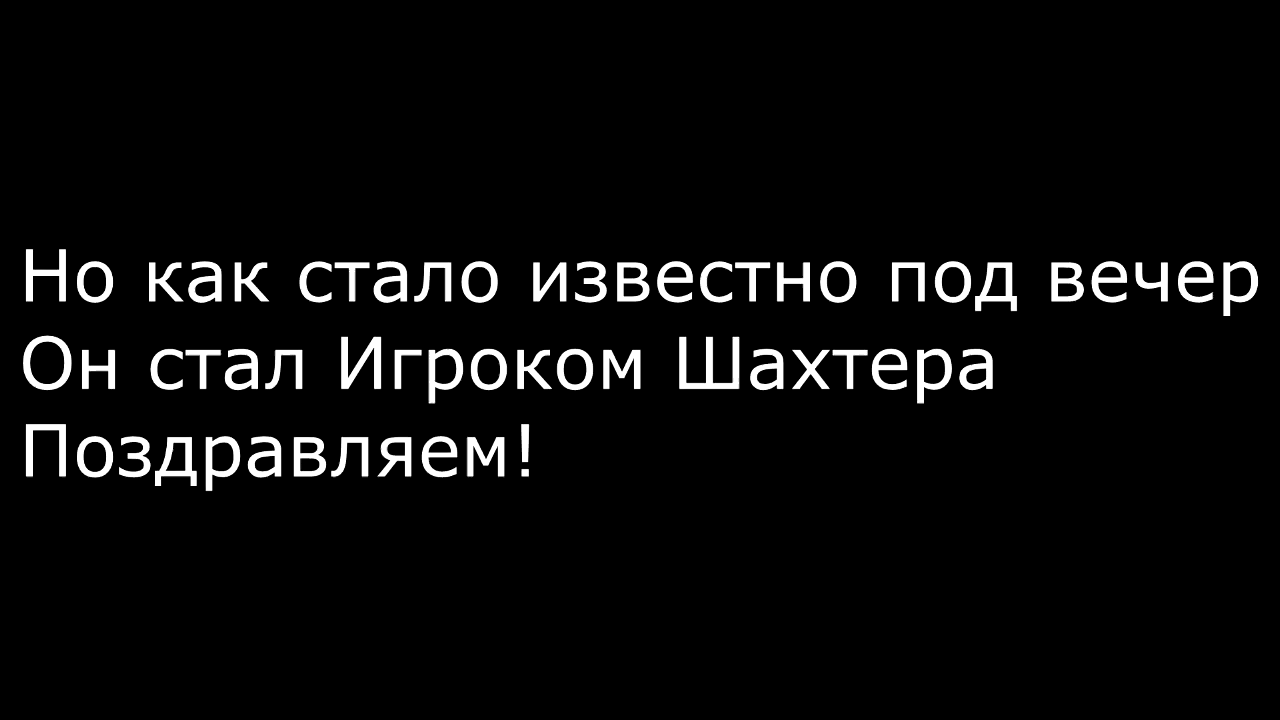 Но как стало известно под вечер
Он стал Игроком Шахтера
Поздравляем!